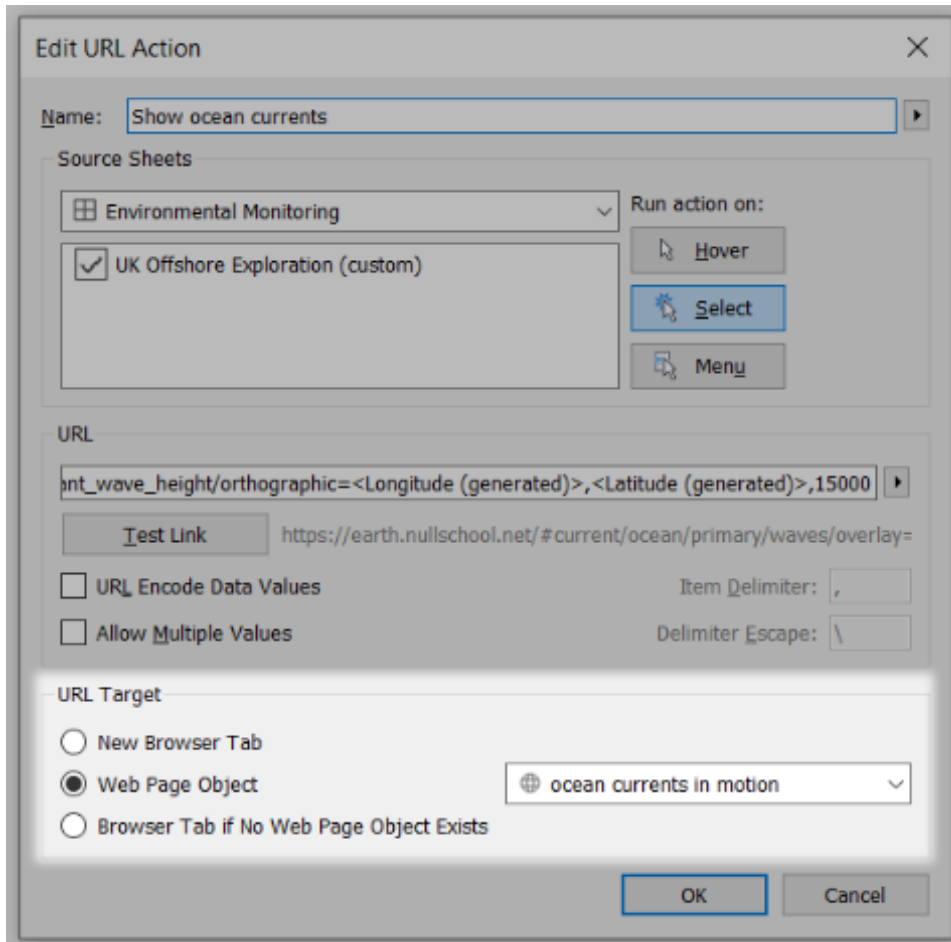 Edit URL Action
Name: Show ocean currents
Source Sheets
Environmental Monitoring
Run action on:
UK Offshore Exploration (custom)
Hover
Select
Menu
URL
ant_wave_height/orthographic=<Longitude (generated)>,<Latitude (generated)>,15000
Test Link https://earth.nullschool.net/#current/ocean/primary/waves/overlay=
URL Encode Data Values Item Delimiter: ,
Allow Multiple Values Delimiter Escape: \
URL Target
New Browser Tab
Web Page Object ocean currents in motion
Browser Tab if No Web Page Object Exists
OK Cancel